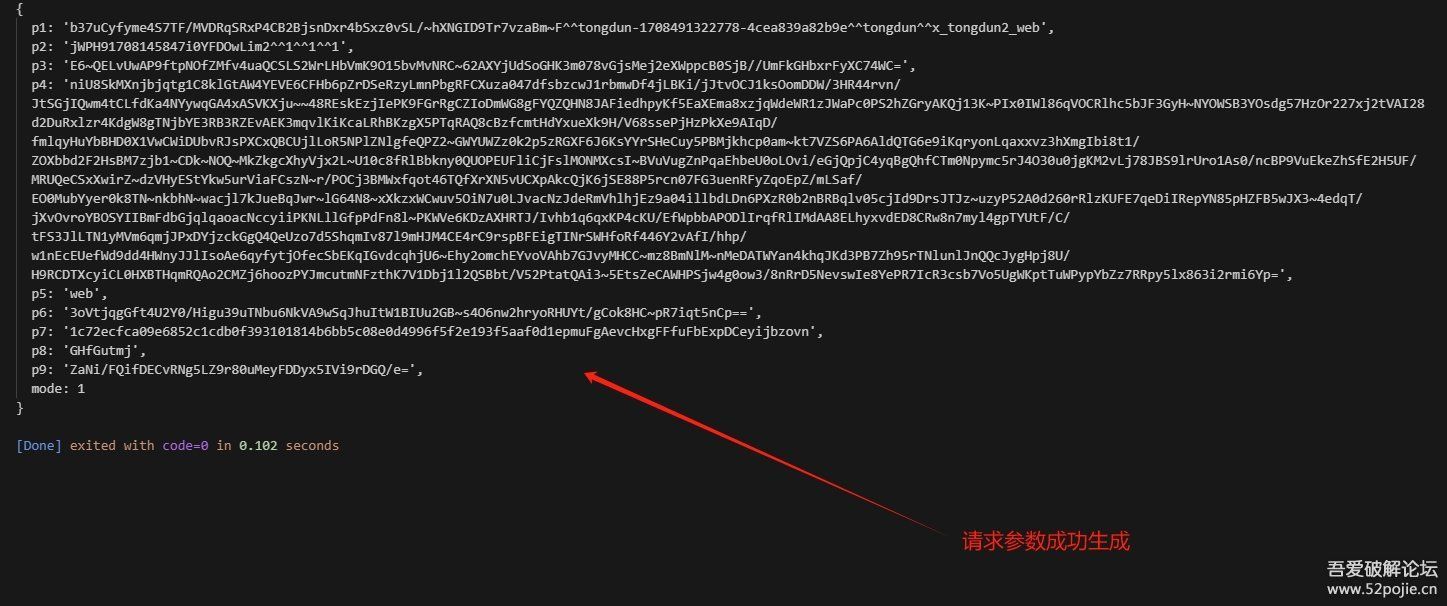 {
p1: 'b37uCyfyme4S7TF/MVDRqSRxP4CB2BjsnDxr4bSxz0vSL/~hXNGID9Tr7vzaBm~F^^tongdun-1708491322778-4cea839a82b9e^^tongdun^^x_tongdun2_web',
p2: 'jWPH91708145847i0YFDOwLim2^^1^^1^^1',
p3: 'E6~QELvUwAP9ftpNOfZMfv4uaQCSLS2WrLHbVmK9O15bvMvNRC~62AXYjUdSoGHK3m078vGjsMej2eXWppcB0SjB//UmFkGHbxrFyXC74WC=',
p4: 'niU8SkMXnjbjqtg1C8klGtAW4YEVE6CFHb6pZrDSeRzyLmnPbgRFCXuza047dfsbzcwJ1rbmwDf4jLBKi/jJtvOCJ1ksOomDDW/3HR44rvn/
JtSGjIQwm4tCLfdKa4NYywqGA4xASVKXju~~48REskEzjIePK9FGrRgCZIoDmWG8gFYQZQHN8JAFiedhpyKf5EaXEma8xzjqWdeWR1zJWaPc0PS2hZGryAKQj13K~PIx0IWl86qVOCRlhc5bJF3GyH~NYOWSB3YOsdg57HzOr227xj2tVAI28
d2DuRxlzr4KdgW8gTNjbYE3RB3RZEvAEK3mqvlKiKcaLRhBKzgX5PTqRAQ8cBzfcmtHdYxueXk9H/V68ssePjHzPkXe9AIqD/
fmlqyHuYbBHD0X1VwCWiDUbvRJsPXCxQBCUjlLoR5NPlZNlgfeQPZ2~GWYUWZz0k2p5zRGXF6J6KsYYrSHeCuy5PBMjkhcp0am~kt7VZS6PA6AldQTG6e9iKqryonLqaxxvz3hXmgIbi8t1/
ZOXbbd2F2HsBM7zjb1~CDk~NOQ~MkZkgcXhyVjx2L~U10c8fRlBbkny0QUOPEUFliCjFslMONMXcsI~BVuVugZnPqaEhbeU0oLOvi/eGjQpjC4yqBgQhfCTm0Npymc5rJ4O30u0jgKM2vLj78JBS9lrUro1As0/ncBP9VuEkeZhSfE2H5UF/
MRUQeCSxXwirZ~dzVHyEStYkw5urViaFCszN~r/POCj3BMWxfqot46TQfXrXN5vUCXpAkcQjK6jSE88P5rcn07FG3uenRFyZqoEpZ/mLSaf/
EO0MubYyer0k8TN~nkbhN~wacjl7kJueBqJwr~lG64N8~xXkzxWCwuv5OiN7u0LJvacNzJdeRmVhlhjEz9a04illbdLDn6PXzR0b2nBRBqlv05cjId9DrsJTJz~uzyP52A0d260rRlzKUFE7qeDiIRepYN85pHZFB5wJX3~4edqT/
jXvOvroYBOSYIIBmFdbGjqlqaoacNccyiiPKNLllGfpPdFn8l~PKWVe6KDzAXHRTJ/Ivhb1q6qxKP4cKU/EfWpbbAPODlIrqfRlIMdAA8ELhyxvdED8CRw8n7myl4gpTYUtF/C/
tFS3JlLTN1yMVm6qmjJPxDYjzckGgQ4QeUzo7d5ShqmIv87l9mHJM4CE4rC9rspBFEigTINrSWHfoRf446Y2vAfI/hhp/
w1nEcEUefWd9dd4HWnyJJlIsoAe6qyfytjOfecSbEKqIGvdcqhjU6~Ehy2omchEYvoVAhb7GJvyMHCC~mz8BmNlM~nMeDATWYan4khqJKd3PB7Zh95rTNlunlJnQQcJygHpj8U/
H9RCDTXcyiCL0HXBTHqmRQAo2CMZj6hoozPYJmcutmNFzthK7V1Dbj1l2QSBbt/V52PtatQAi3~5EtsZeCAWHPSjw4g0ow3/8nRrD5NevswIe8YePR7IcR3csb7Vo5UgWKptTuWPypYbZz7RRpy5lx863i2rmi6Yp=',
p5: 'web',
p6: '3oVtjqgGft4U2Y0/Higu39uTNbu6NkVA9wSqJhuItW1BIUu2GB~s4O6nw2hryoRHUYt/gCok8HC~pR7iqt5nCp==',
p7: '1c72ecfca09e6852c1cdb0f393101814b6bb5c08e0d4996f5f2e193f5aaf0d1epmuFgAevcHxgFFfuFbExpDCeyijbzovn',
p8: 'GHfGutmj',
p9: 'ZaNi/FQifDECvRNg5LZ9r80uMeyFDDyx5IVi9rDGQ/e=',
mode: 1
}
[Done] exited with code=0 in 0.102 seconds
请求参数成功生成
吾爱破解论坛
www.52pojie.cn